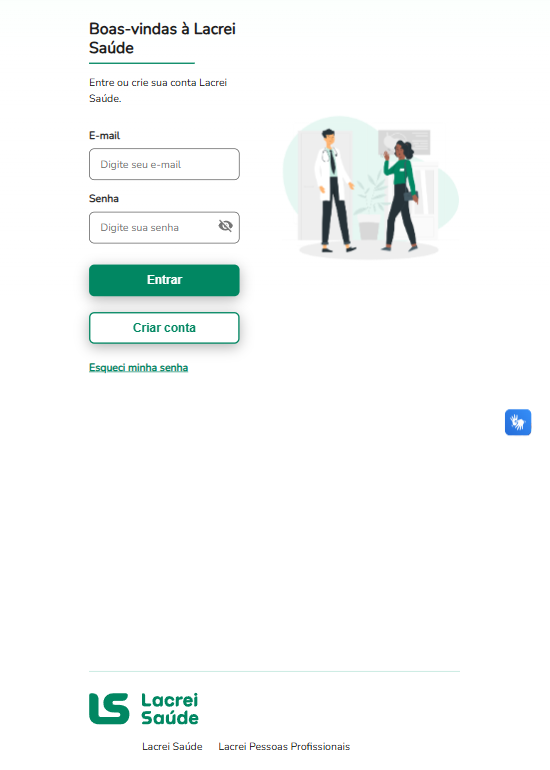 Boas-vindas à Lacrei
Saúde
Entre ou crie sua conta Lacrei
Saúde.
E-mail
Digite seu e-mail
Senha
Digite sua senha
Entrar
Criar conta
Esqueci minha senha
LS Lacrei
Saúde
Lacrei Saúde Lacrei Pessoas Profissionais